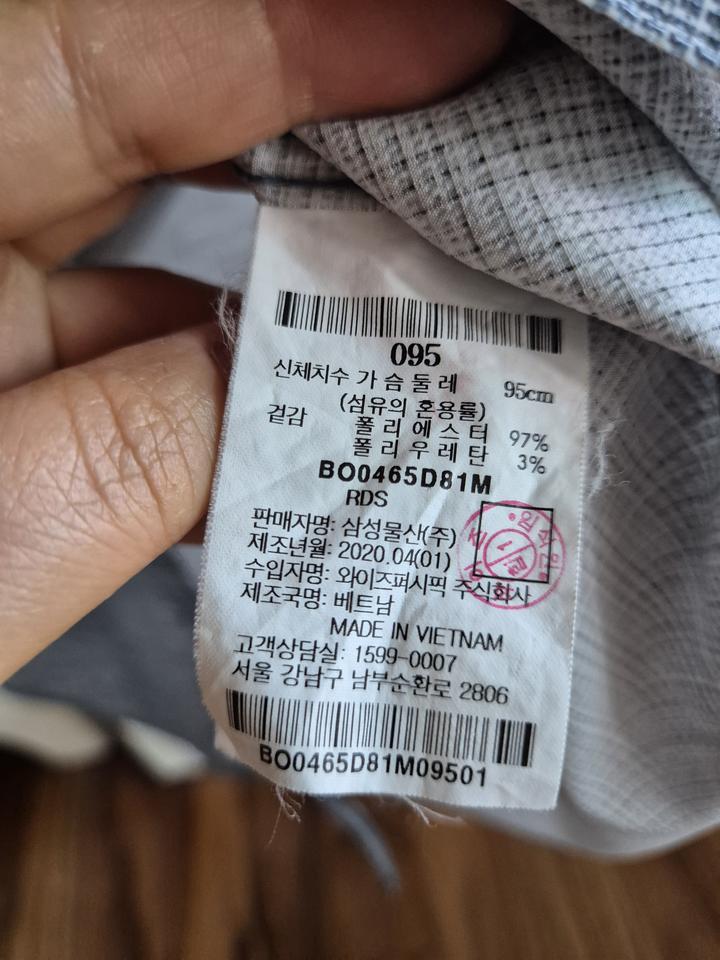 095
신체치수 가 슴 둘 레 95cm
(섬유의 혼용률)
겉감 폴 리 에 스 터 97%
폴 리 우 레 탄 3%
BO0465D81M
RDS
판매자명: 삼성물산(주)
제조년월: 2020.04(01)
수입자명: 와이즈퍼시픽 주식회사
제조국명: 베트남
MADE IN VIETNAM
고객상담실: 1599-0007
서울 강남구 남부순환로 2806
BO0465D81M09501